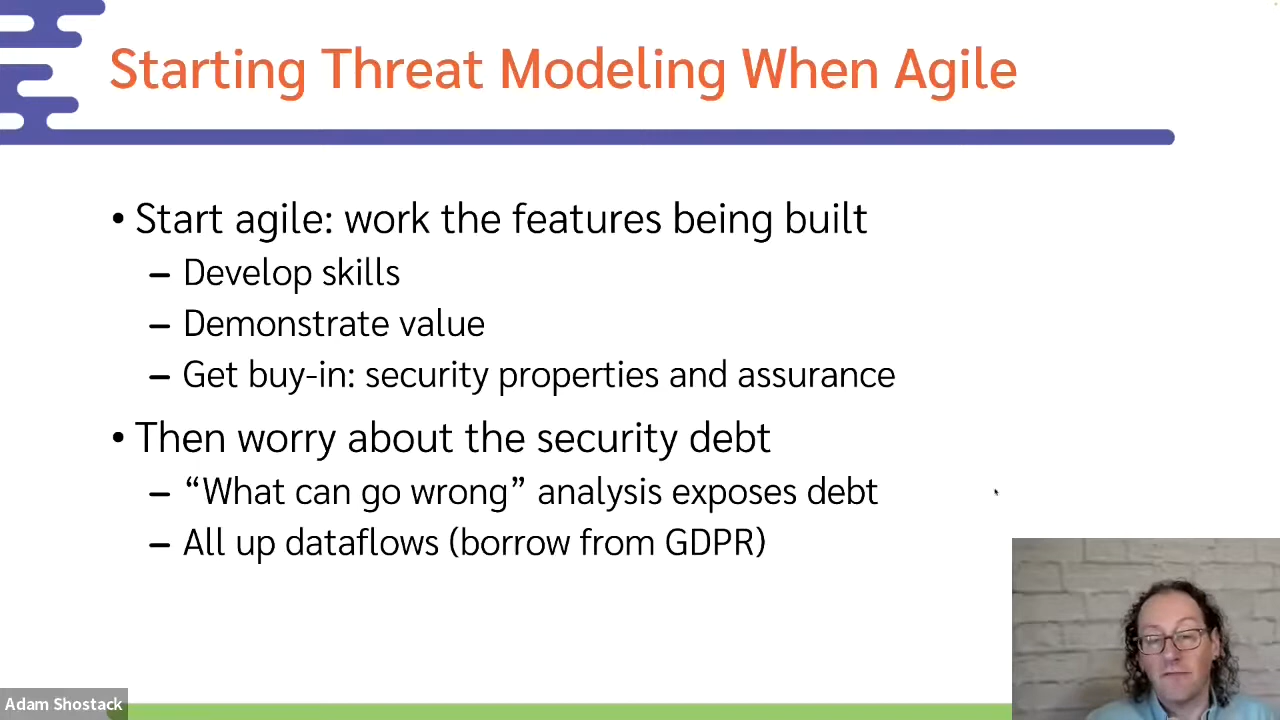 Starting Threat Modeling When Agile
• Start agile: work the features being built
– Develop skills
– Demonstrate value
– Get buy-in: security properties and assurance
• Then worry about the security debt
– “What can go wrong” analysis exposes debt
– All up dataflows (borrow from GDPR)
Adam Shostack